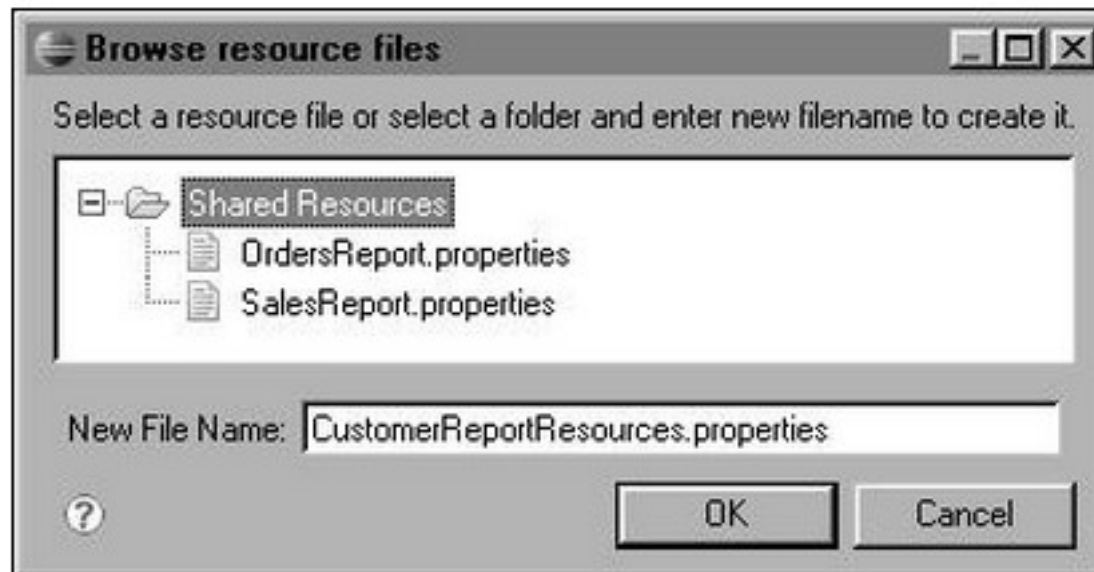 Browse resource files
Select a resource file or select a folder and enter new filename to create it.
Shared Resources
OrdersReport.properties
SalesReport.properties
New File Name: CustomerReportResources.properties
?
OK Cancel